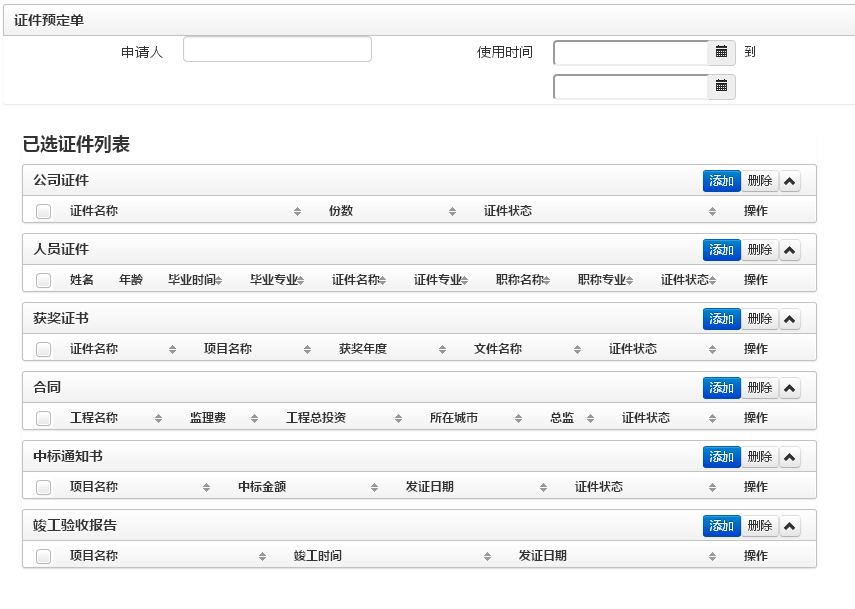 证件预定单
申请人 使用时间 到
已选证件列表
公司证件 添加 删除
证件名称 份数 证件状态 操作
人员证件 添加 删除
姓名 年龄 毕业时间 毕业专业 证件名称 证件专业 职称名称 职称专业 证件状态 操作
获奖证书 添加 删除
证件名称 项目名称 获奖年度 文件名称 证件状态 操作
合同 添加 删除
工程名称 监理费 工程总投资 所在城市 总监 证件状态 操作
中标通知书 添加 删除
项目名称 中标金额 发证日期 证件状态 操作
竣工验收报告 添加 删除
项目名称 竣工时间 发证日期 操作